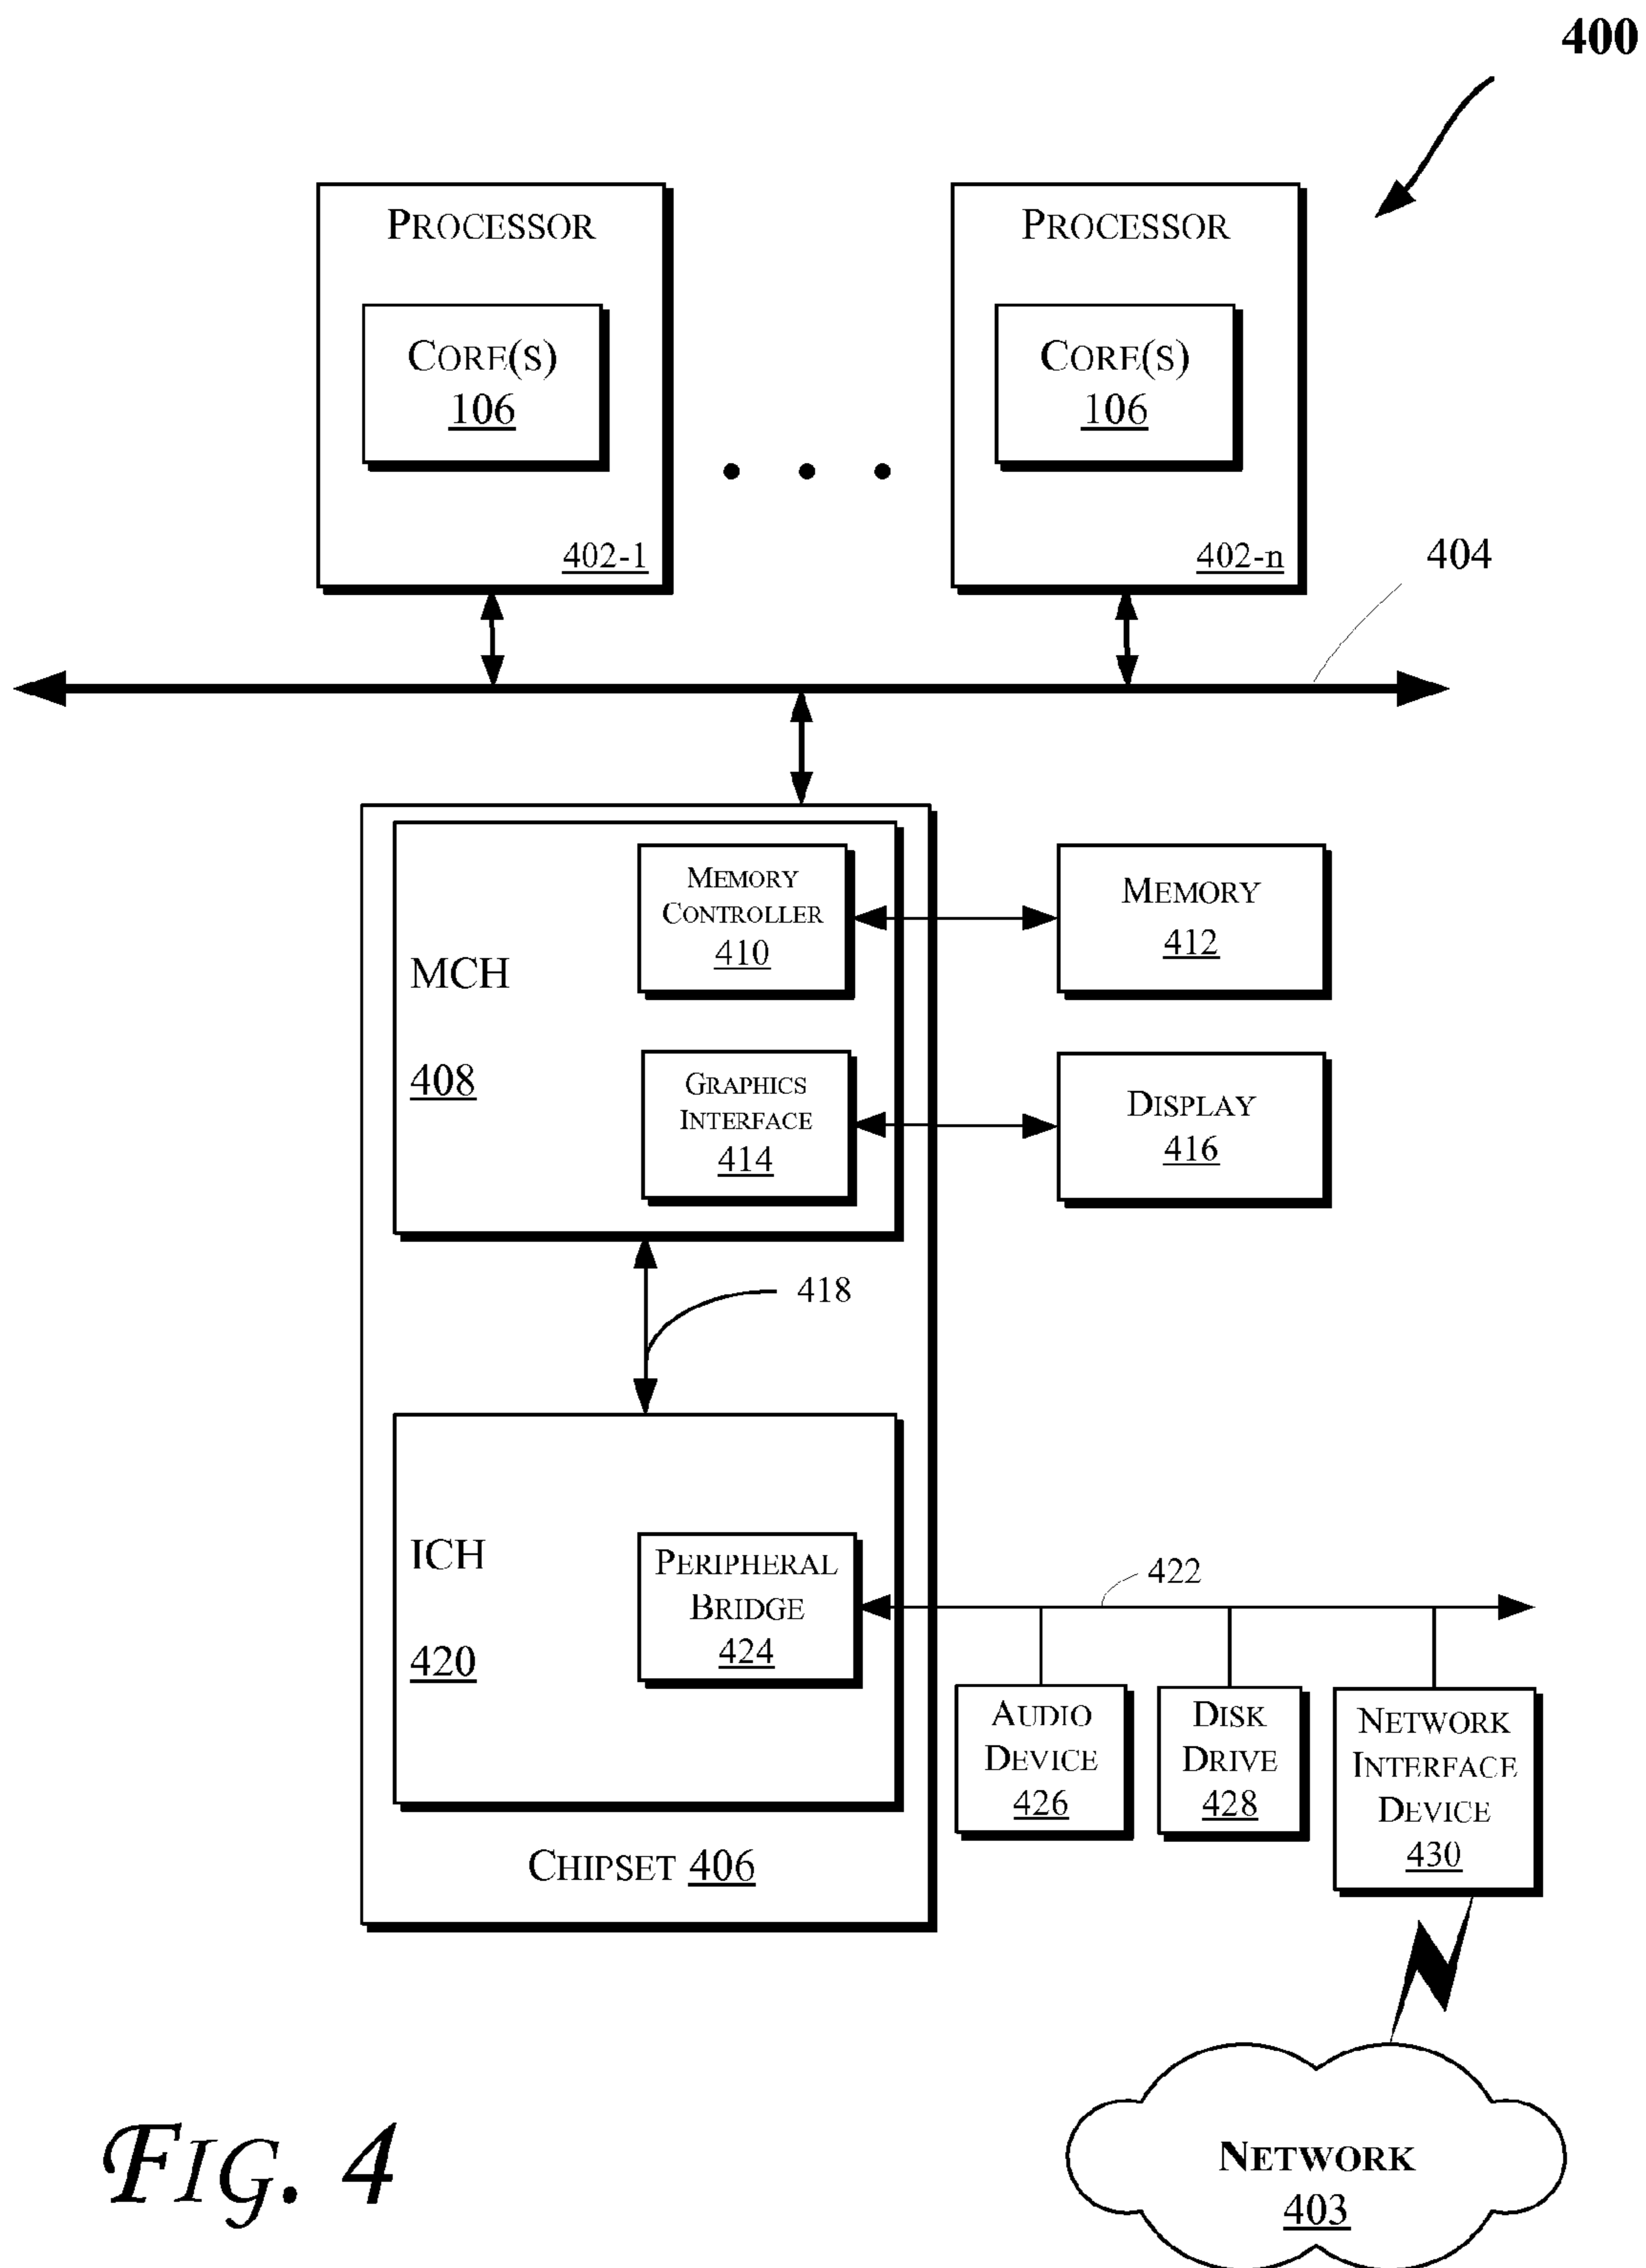 400
PROCESSOR
CORE(S)
106
402-1
PROCESSOR
CORE(S)
106
402-n
404
MEMORY
CONTROLLER
410
MEMORY
412
MCH
408
GRAPHICS
INTERFACE
414
DISPLAY
416
418
ICH
420
PERIPHERAL
BRIDGE
424
422
AUDIO
DEVICE
426
DISK
DRIVE
428
NETWORK
INTERFACE
DEVICE
430
CHIPSET 406
NETWORK
403
FIG. 4